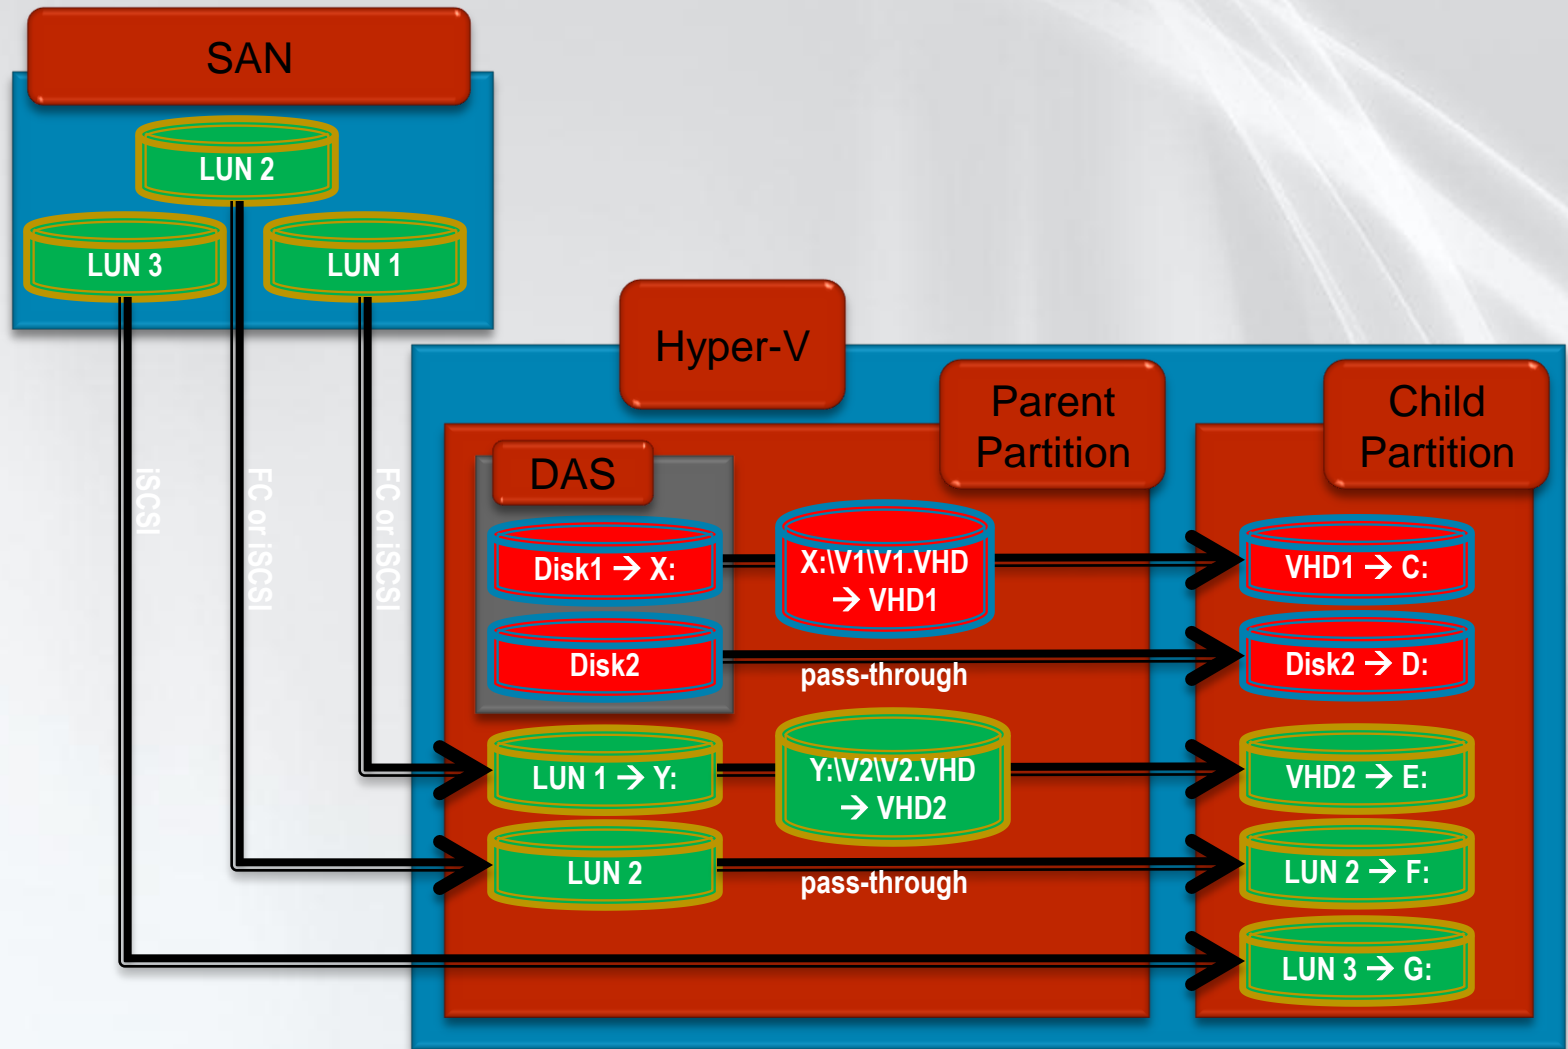 SAN
LUN 2
LUN 3
LUN 1
Hyper-V
Parent
Partition
Child
Partition
iSCSI
FC or iSCSI
FC or iSCSI
DAS
Disk1 → X:
X:\V1\V1.VHD
→ VHD1
VHD1 → C:
Disk2
pass-through
Disk2 → D:
LUN 1 → Y:
Y:\V2\V2.VHD
→ VHD2
VHD2 → E:
LUN 2
pass-through
LUN 2 → F:
LUN 3 → G: